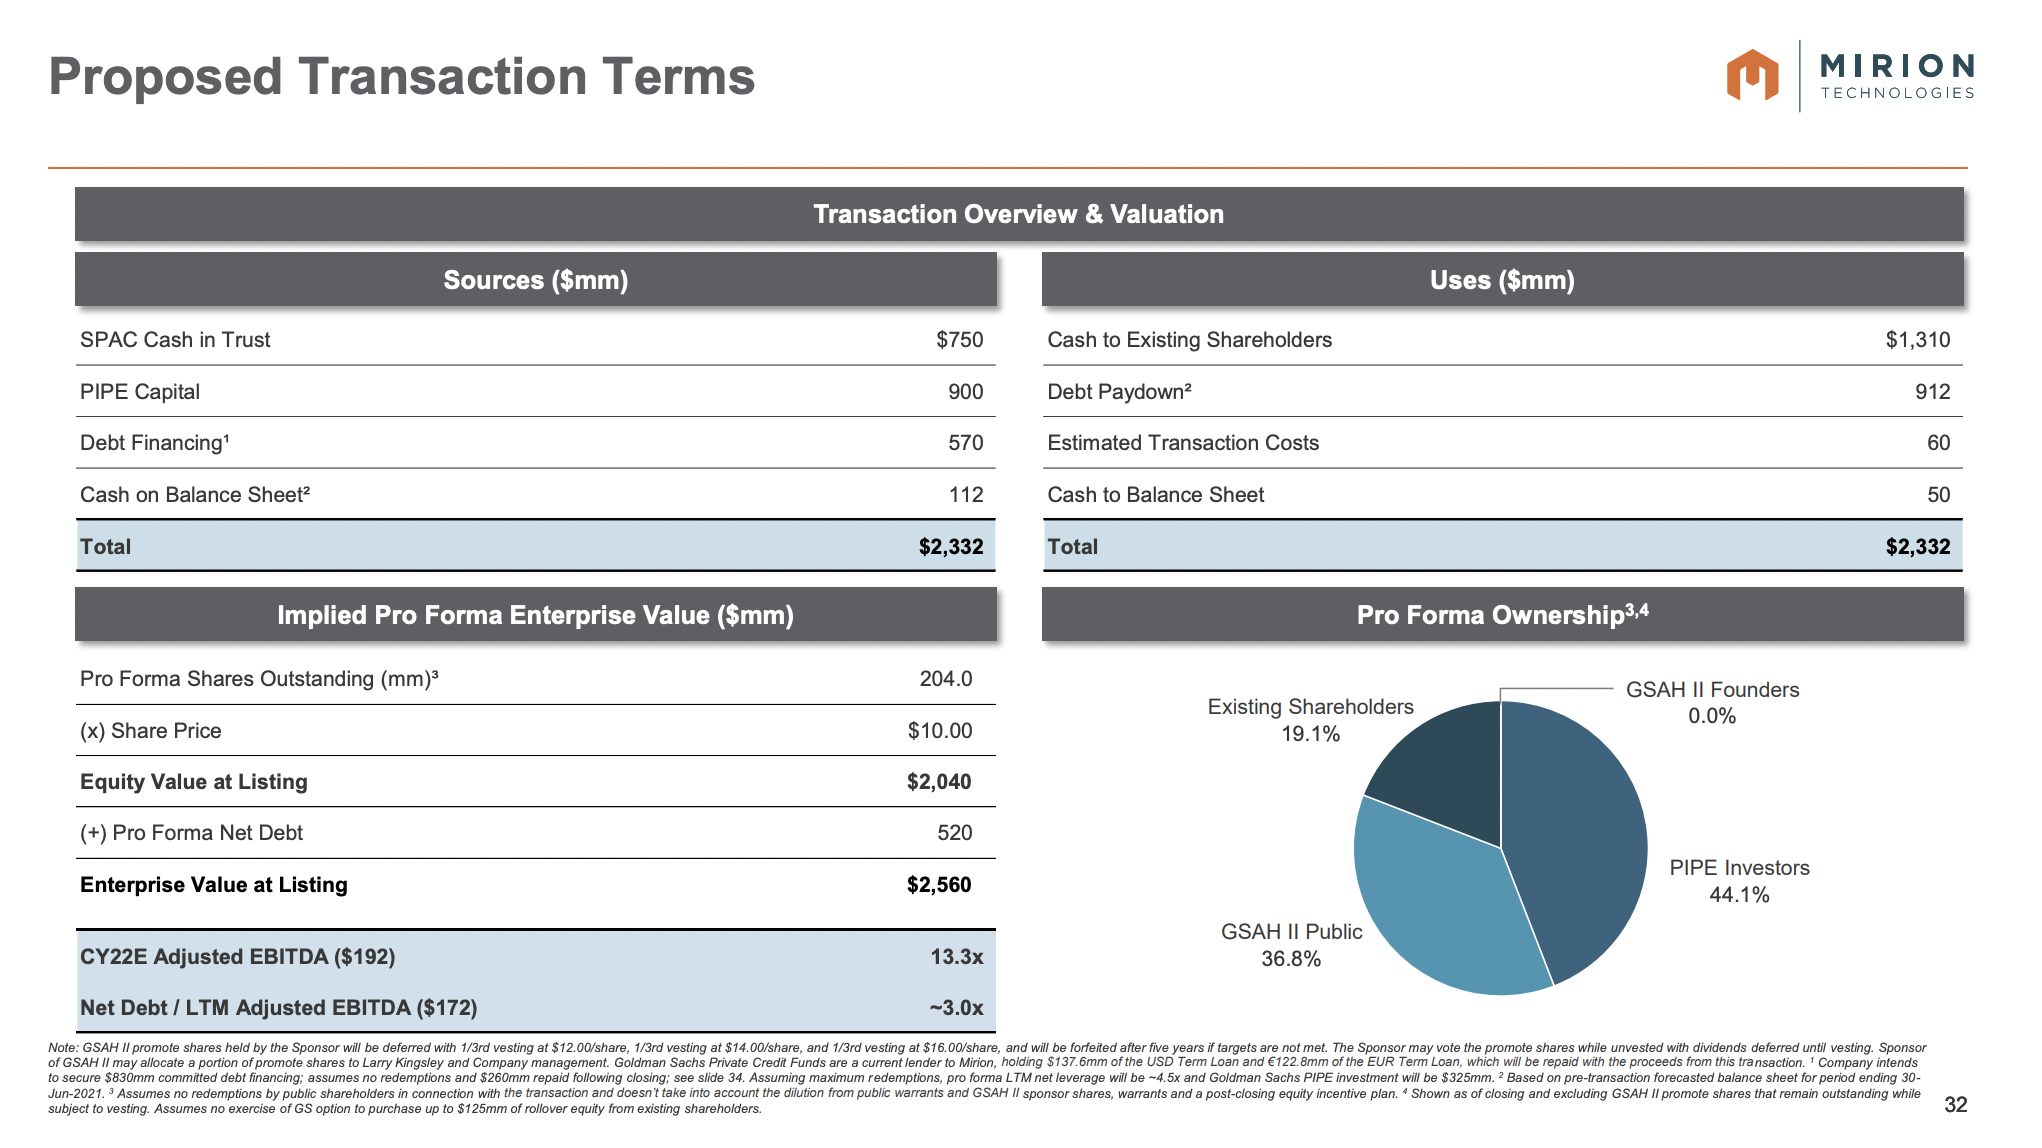 Proposed Transaction Terms
MIRION
TECHNOLOGIES
Transaction Overview & Valuation
Sources ($mm)
SPAC Cash in Trust $750
PIPE Capital 900
Debt Financing¹ 570
Cash on Balance Sheet² 112
Total $2,332
Uses ($mm)
Cash to Existing Shareholders $1,310
Debt Paydown² 912
Estimated Transaction Costs 60
Cash to Balance Sheet 50
Total $2,332
Implied Pro Forma Enterprise Value ($mm)
Pro Forma Shares Outstanding (mm)³ 204.0
(x) Share Price $10.00
Equity Value at Listing $2,040
(+) Pro Forma Net Debt 520
Enterprise Value at Listing $2,560
CY22E Adjusted EBITDA ($192) 13.3x
Net Debt / LTM Adjusted EBITDA ($172) ~3.0x
Pro Forma Ownership³,⁴
GSAH II Founders
0.0%
Existing Shareholders
19.1%
PIPE Investors
44.1%
GSAH II Public
36.8%
Note: GSAH II promote shares held by the Sponsor will be deferred with 1/3rd vesting at $12.00/share, 1/3rd vesting at $14.00/share, and 1/3rd vesting at $16.00/share, and will be forfeited after five years if targets are not met. The Sponsor may vote the promote shares while unvested with dividends deferred until vesting. Sponsor
of GSAH II may allocate a portion of promote shares to Larry Kingsley and Company management. Goldman Sachs Private Credit Funds are a current lender to Mirion, holding $137.6mm of the USD Term Loan and €122.8mm of the EUR Term Loan, which will be repaid with the proceeds from this transaction. ¹ Company intends
to secure $830mm committed debt financing; assumes no redemptions and $260mm repaid following closing; see slide 34. Assuming maximum redemptions, pro forma LTM net leverage will be ~4.5x and Goldman Sachs PIPE investment will be $325mm. ² Based on pre-transaction forecasted balance sheet for period ending 30-
Jun-2021. ³ Assumes no redemptions by public shareholders in connection with the transaction and doesn't take into account the dilution from public warrants and GSAH II sponsor shares, warrants and a post-closing equity incentive plan. ⁴ Shown as of closing and excluding GSAH II promote shares that remain outstanding while
subject to vesting. Assumes no exercise of GS option to purchase up to $125mm of rollover equity from existing shareholders.
32